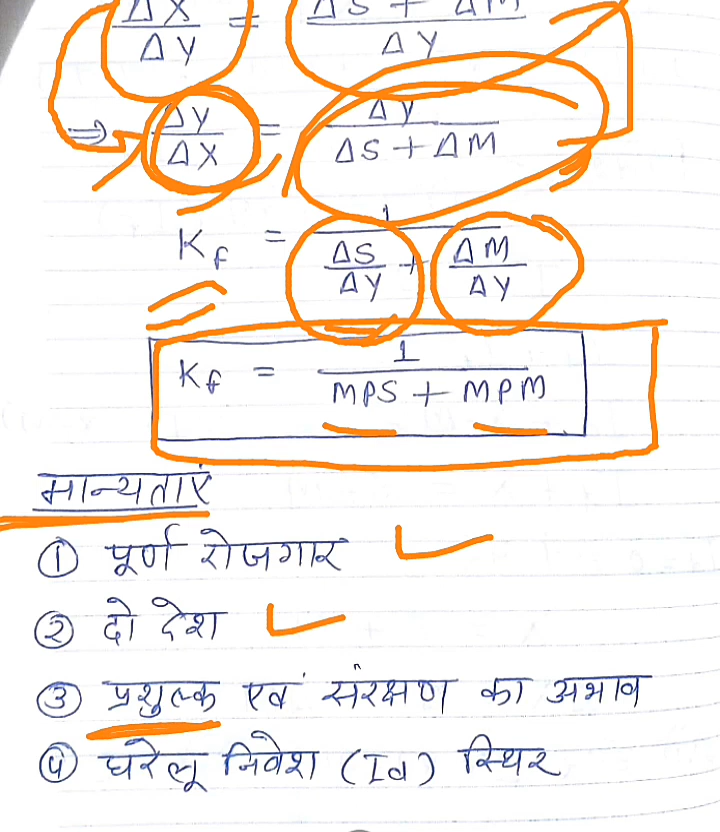 ΔX/ΔY = ΔS + ΔM/ΔY
⇒ ΔY/ΔX = ΔY/ΔS + ΔM
Kf = 1/ΔS/ΔY + ΔM/ΔY
Kf = 1/MPS + MPM
मान्यताएं
① पूर्ण रोजगार
② दो देश
③ प्रशुल्क एवं संरक्षण का अभाव
④ घरेलू निवेश (Id) स्थिर